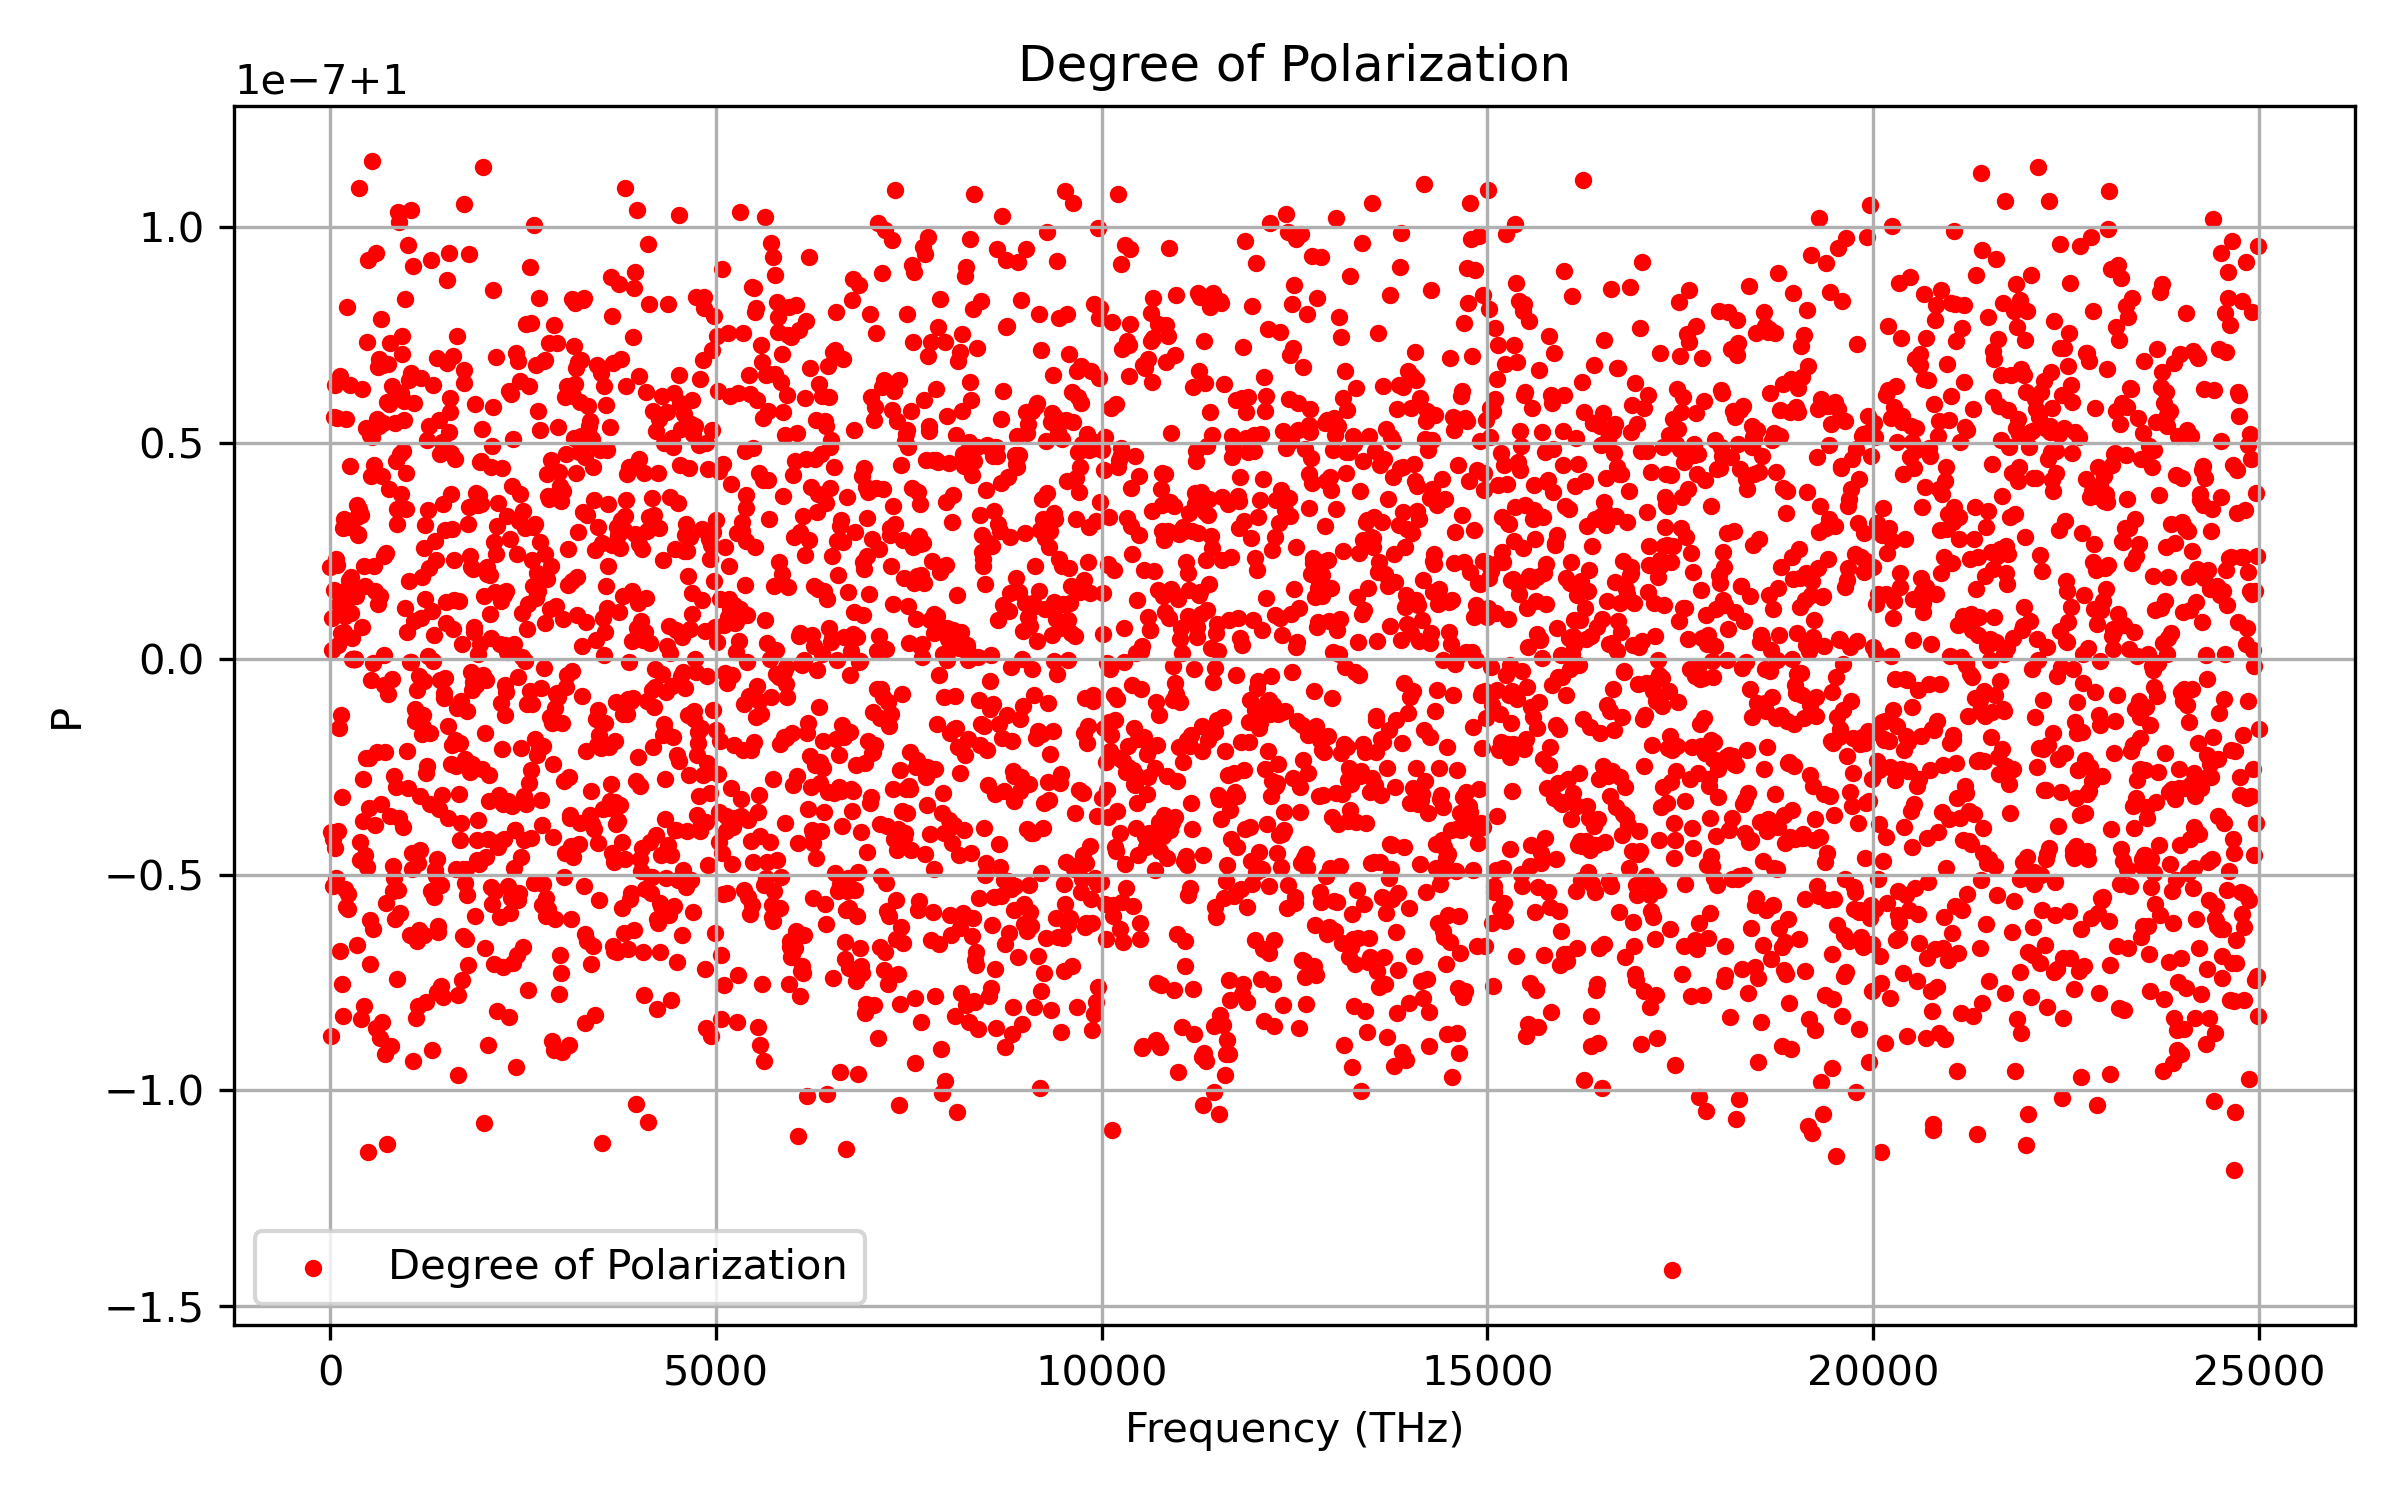 Degree of Polarization
1e−7+1
1.0
0.5
0.0
−0.5
−1.0
−1.5
P
Degree of Polarization
0 5000 10000 15000 20000 25000
Frequency (THz)